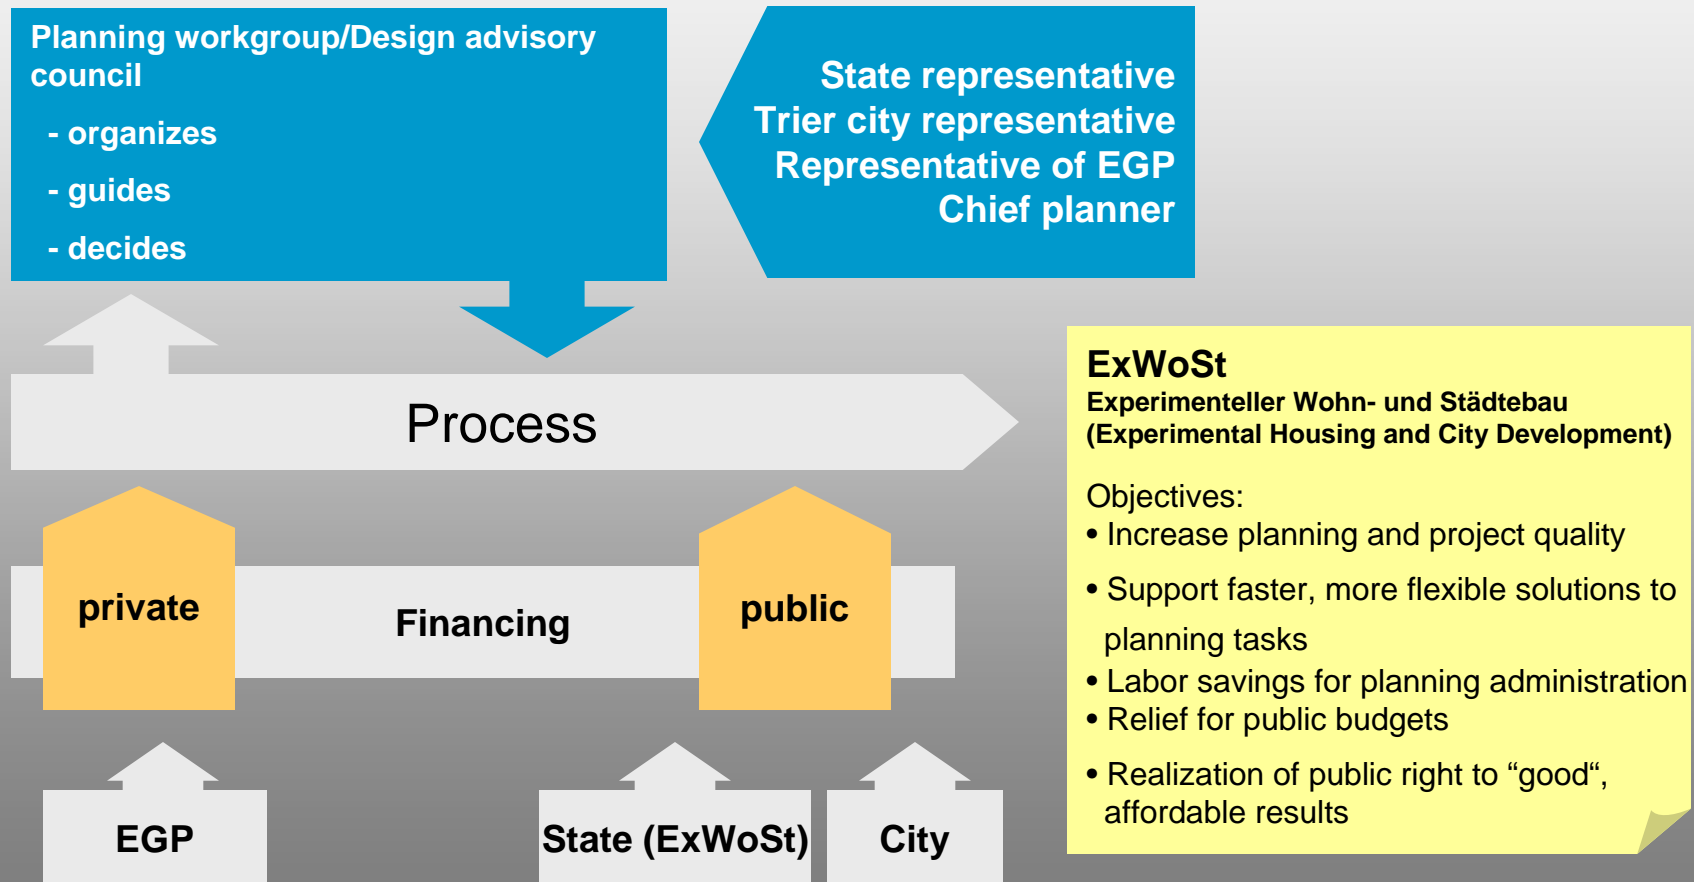 Planning workgroup/Design advisory
council
- organizes
- guides
- decides
State representative
Trier city representative
Representative of EGP
Chief planner
Process
private
Financing
public
EGP
State (ExWoSt)
City
ExWoSt
Experimenteller Wohn- und Städtebau
(Experimental Housing and City Development)
Objectives:
• Increase planning and project quality
• Support faster, more flexible solutions to
planning tasks
• Labor savings for planning administration
• Relief for public budgets
• Realization of public right to “good“,
affordable results